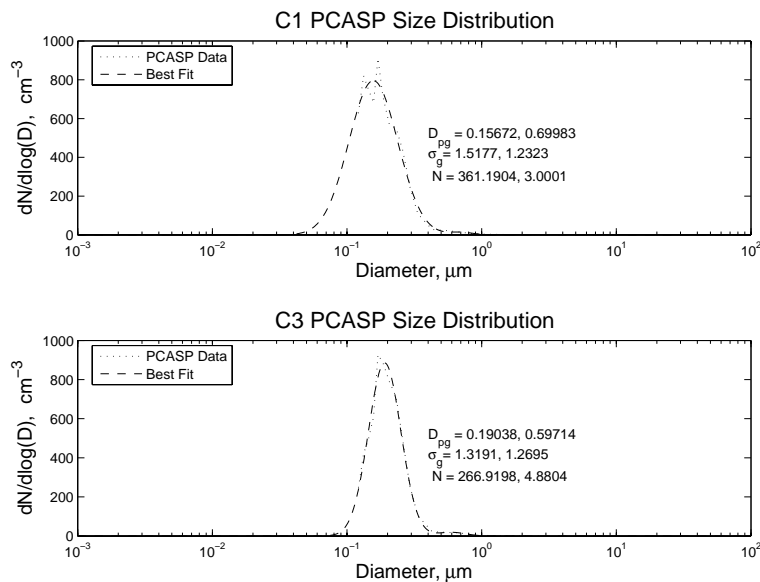 C1 PCASP Size Distribution
1000
800
600
400
200
0
dN/dlog(D), cm⁻³
PCASP Data
Best Fit
D_pg = 0.15672, 0.69983
σ_g= 1.5177, 1.2323
N = 361.1904, 3.0001
10⁻³ 10⁻² 10⁻¹ 10⁰ 10¹ 10²
Diameter, μm
C3 PCASP Size Distribution
1000
800
600
400
200
0
dN/dlog(D), cm⁻³
PCASP Data
Best Fit
D_pg = 0.19038, 0.59714
σ_g= 1.3191, 1.2695
N = 266.9198, 4.8804
10⁻³ 10⁻² 10⁻¹ 10⁰ 10¹ 10²
Diameter, μm